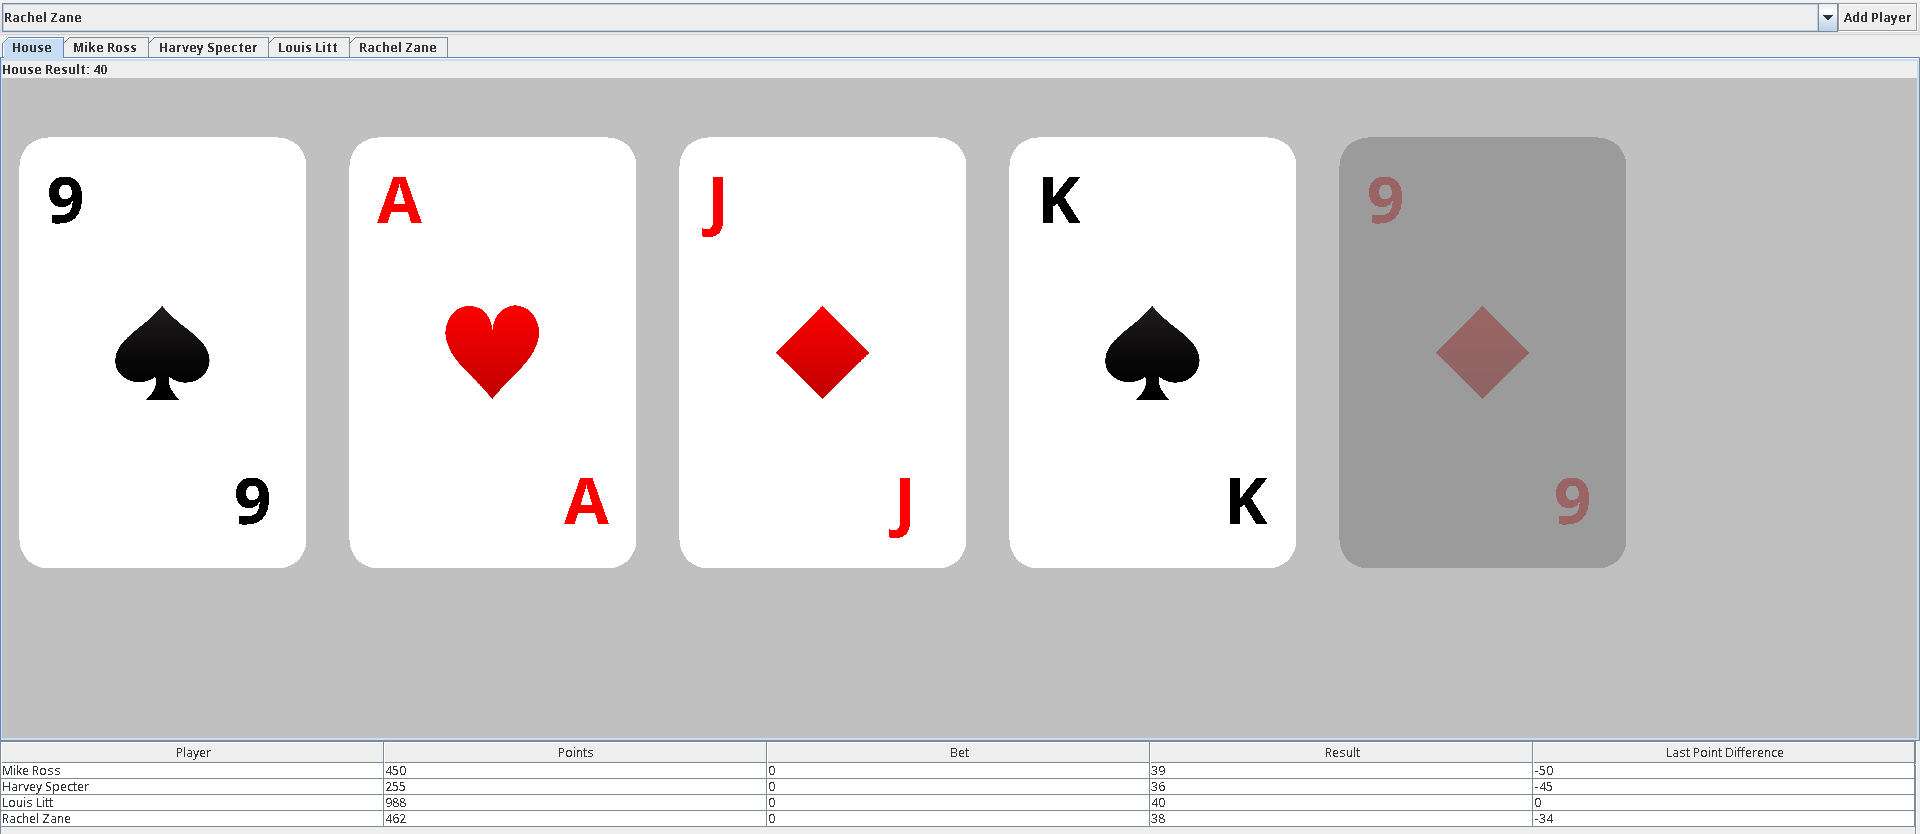 Rachel Zane Add Player
House Mike Ross Harvey Specter Louis Litt Rachel Zane
House Result: 40
9 A J K 9
9 A J K 9
Player Points Bet Result Last Point Difference
Mike Ross 450 0 39 -50
Harvey Specter 255 0 36 -45
Louis Litt 988 0 40 0
Rachel Zane 462 0 38 -34